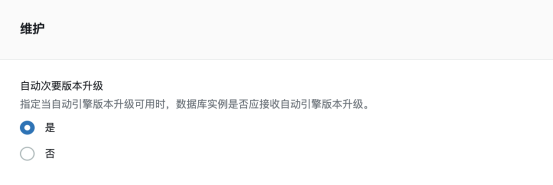 维护
自动次要版本升级
指定当自动引擎版本升级可用时，数据库实例是否应接收自动引擎版本升级。
是
否